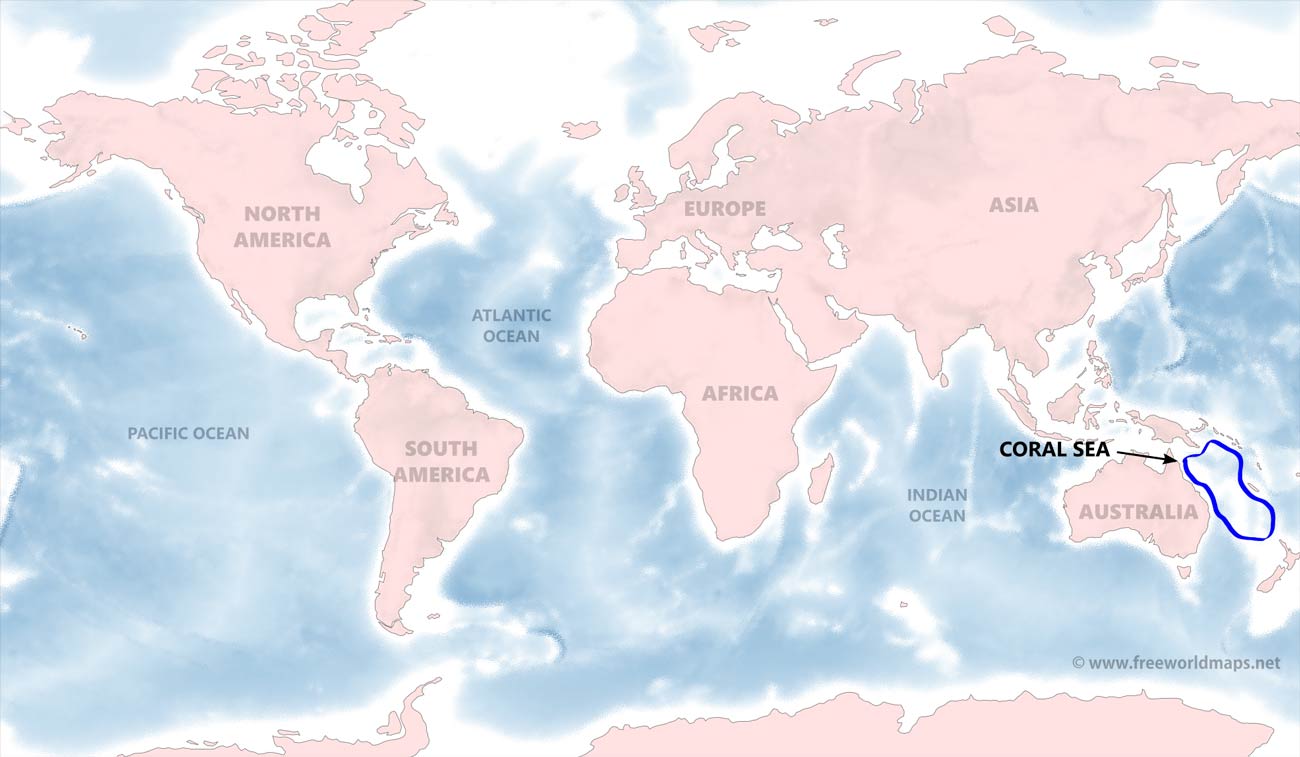 NORTH
AMERICA
EUROPE
ASIA
ATLANTIC
OCEAN
AFRICA
PACIFIC OCEAN
SOUTH
AMERICA
CORAL SEA
INDIAN
OCEAN
AUSTRALIA
© www.freeworldmaps.net